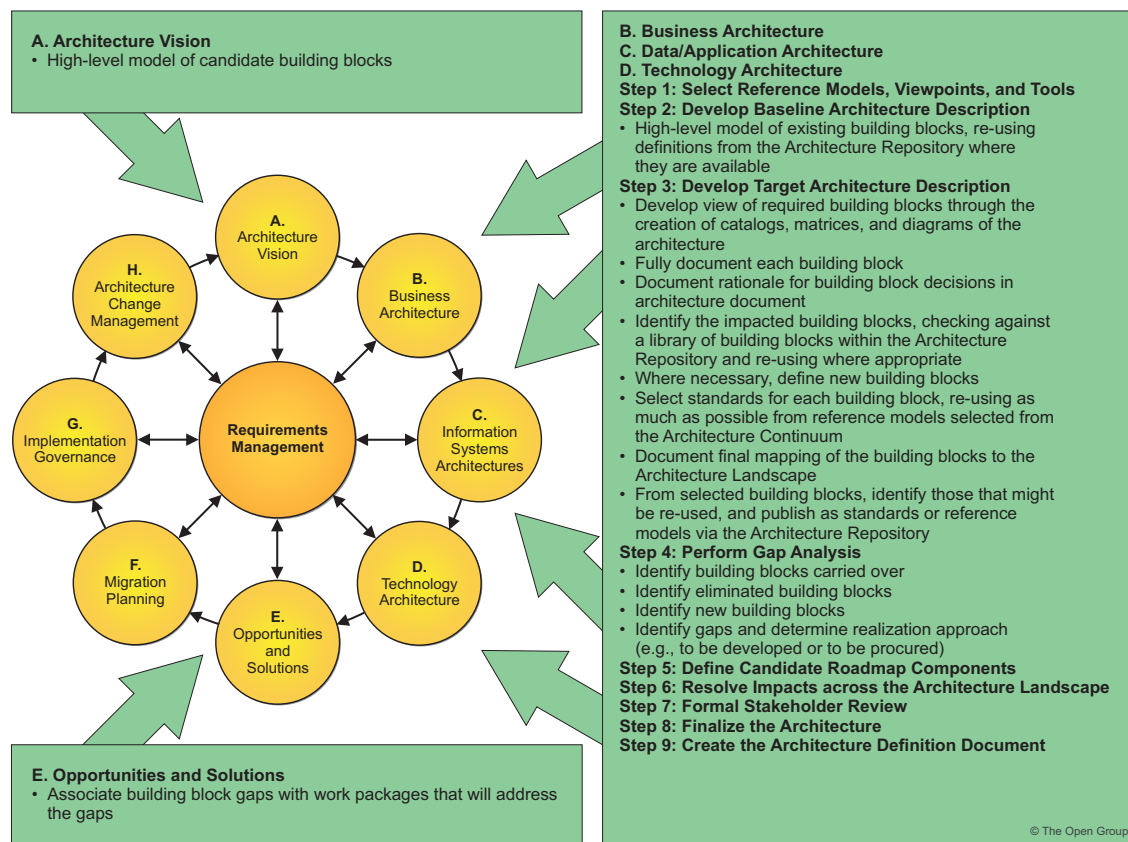 A. Architecture Vision
• High-level model of candidate building blocks
B. Business Architecture
C. Data/Application Architecture
D. Technology Architecture
Step 1: Select Reference Models, Viewpoints, and Tools
Step 2: Develop Baseline Architecture Description
• High-level model of existing building blocks, re-using
definitions from the Architecture Repository where
they are available
Step 3: Develop Target Architecture Description
• Develop view of required building blocks through the
creation of catalogs, matrices, and diagrams of the
architecture
• Fully document each building block
• Document rationale for building block decisions in
architecture document
• Identify the impacted building blocks, checking against
a library of building blocks within the Architecture
Repository and re-using where appropriate
• Where necessary, define new building blocks
• Select standards for each building block, re-using as
much as possible from reference models selected from
the Architecture Continuum
• Document final mapping of the building blocks to the
Architecture Landscape
• From selected building blocks, identify those that might
be re-used, and publish as standards or reference
models via the Architecture Repository
Step 4: Perform Gap Analysis
• Identify building blocks carried over
• Identify eliminated building blocks
• Identify new building blocks
• Identify gaps and determine realization approach
(e.g., to be developed or to be procured)
Step 5: Define Candidate Roadmap Components
Step 6: Resolve Impacts across the Architecture Landscape
Step 7: Formal Stakeholder Review
Step 8: Finalize the Architecture
Step 9: Create the Architecture Definition Document
© The Open Group
A.
Architecture
Vision
B.
Business
Architecture
C.
Information
Systems
Architectures
D.
Technology
Architecture
E.
Opportunities
and
Solutions
F.
Migration
Planning
G.
Implementation
Governance
H.
Architecture
Change
Management
Requirements
Management
E. Opportunities and Solutions
• Associate building block gaps with work packages that will address
the gaps